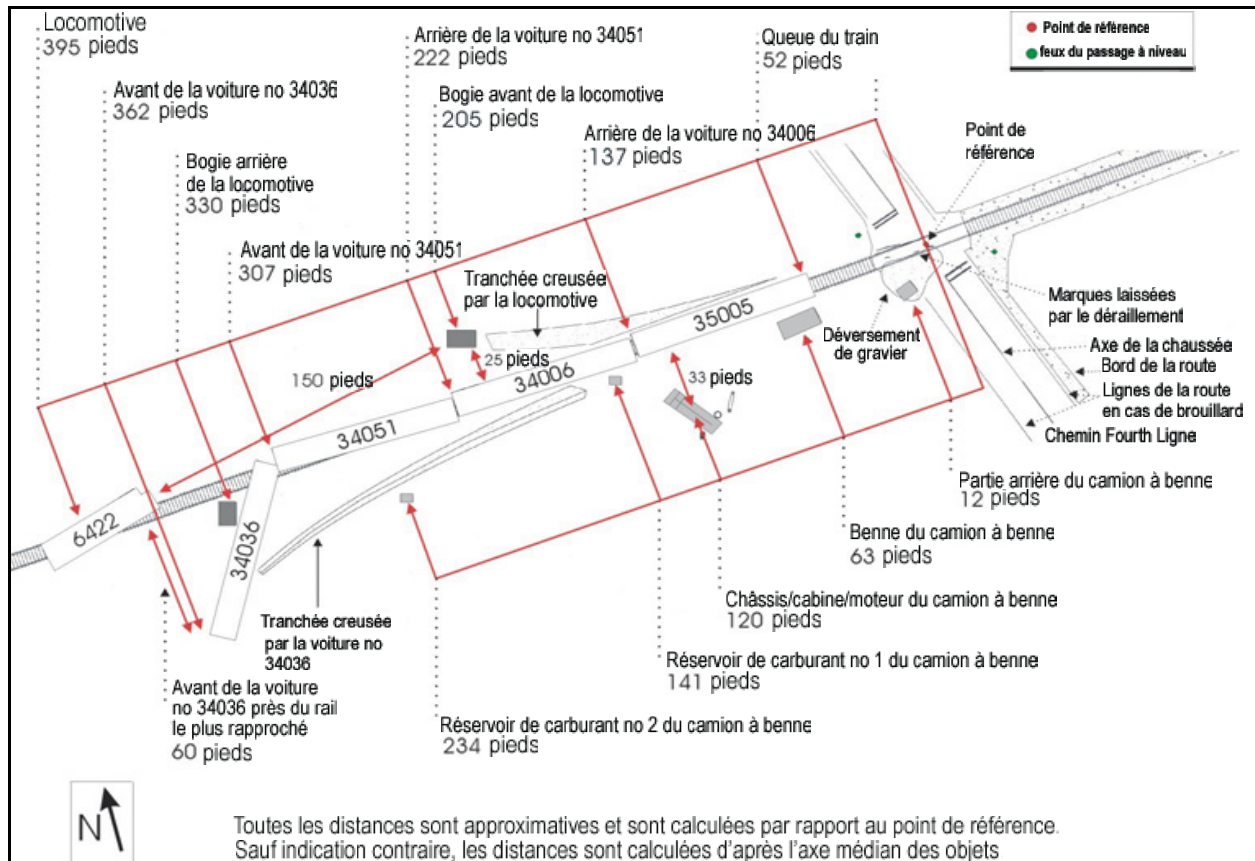 Locomotive
395 pieds
Avant de la voiture no 34036
362 pieds
Bogie arrière
de la locomotive
330 pieds
Avant de la voiture no 34051
307 pieds
Arrière de la voiture no 34051
222 pieds
Bogie avant de la locomotive
205 pieds
Arrière de la voiture no 34006
137 pieds
Queue du train
52 pieds
Point de référence
feux du passage à niveau
Point de
référence
Tranchée creusée
par la locomotive
150 pieds
25 pieds
33 pieds
35005
34006
34051
6422
34036
Déversement
de gravier
Marques laissées
par le déraillement
Axe de la chaussée
Bord de la route
Lignes de la route
en cas de brouillard
Chemin Fourth Ligne
Partie arrière du camion à benne
12 pieds
Benne du camion à benne
63 pieds
Châssis/cabine/moteur du camion à benne
120 pieds
Réservoir de carburant no 1 du camion à benne
141 pieds
Réservoir de carburant no 2 du camion à benne
234 pieds
Tranchée creusée
par la voiture no
34036
Avant de la voiture
no 34036 près du rail
le plus rapproché
60 pieds
N
Toutes les distances sont approximatives et sont calculées par rapport au point de référence.
Sauf indication contraire, les distances sont calculées d'après l'axe médian des objets